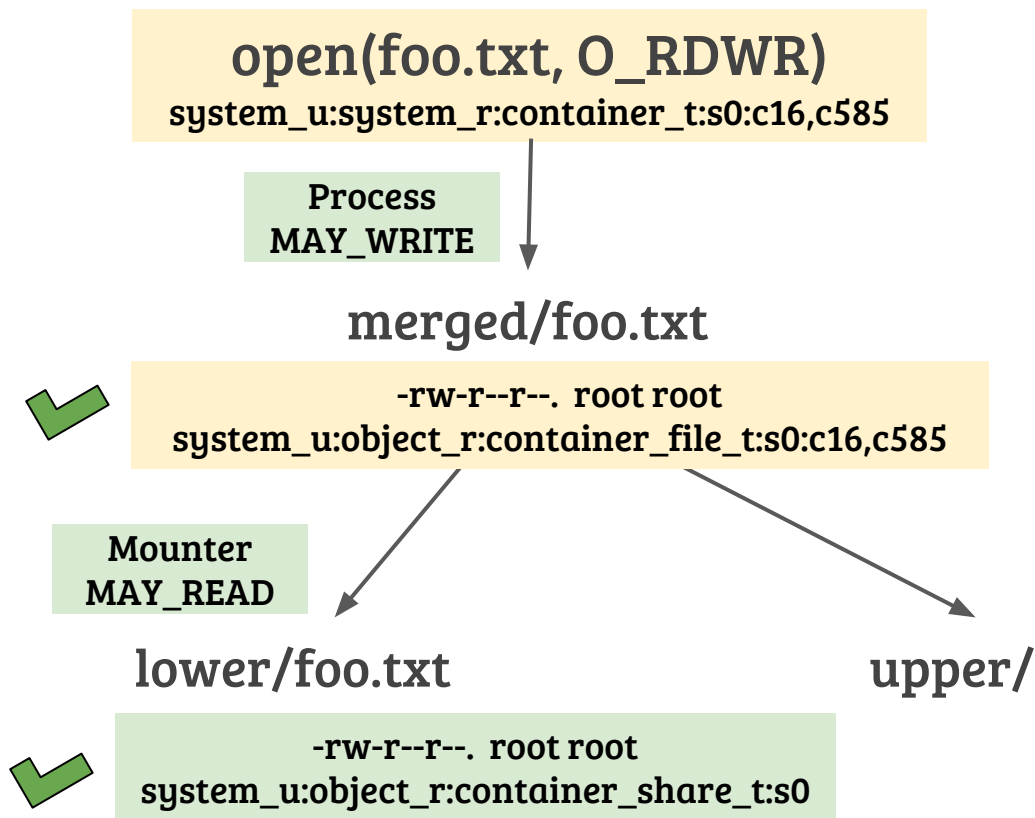 open(foo.txt, O_RDWR)
system_u:system_r:container_t:s0:c16,c585
Process
MAY_WRITE
merged/foo.txt
-rw-r--r--. root root
system_u:object_r:container_file_t:s0:c16,c585
Mounter
MAY_READ
lower/foo.txt
upper/
-rw-r--r--. root root
system_u:object_r:container_share_t:s0